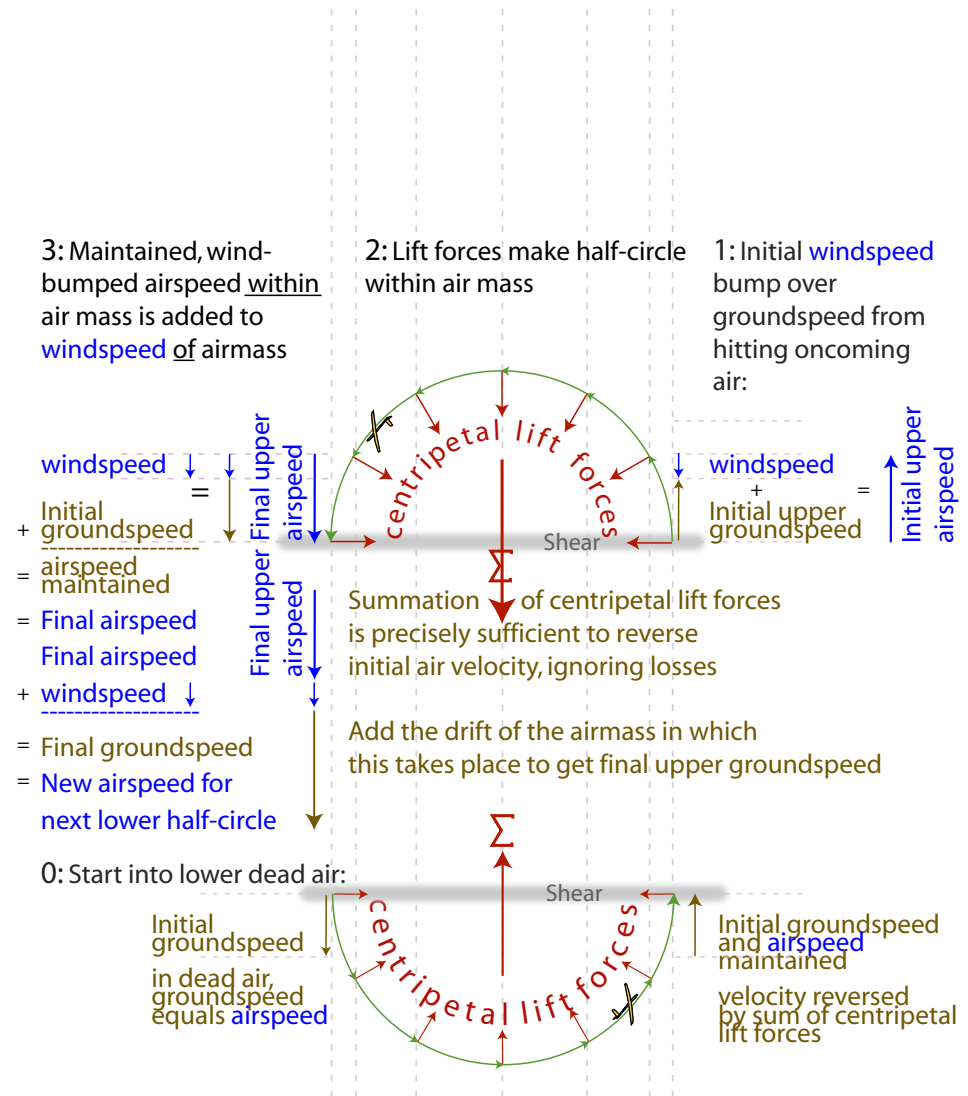 3: Maintained, wind-
bumped airspeed within
air mass is added to
windspeed of airmass
2: Lift forces make half-circle
within air mass
1: Initial windspeed
bump over
groundspeed from
hitting oncoming
air:
centripetal lift forces
windspeed
=
Initial
+ groundspeed
--------------------
= airspeed
maintained
= Final airspeed
Final airspeed
+ windspeed
--------------------
= Final groundspeed
= New airspeed for
next lower half-circle
Final upper
airspeed
Final upper
airspeed
windspeed
+
Initial upper
groundspeed
=
Initial upper
airspeed
Shear
Σ
Summation of centripetal lift forces
is precisely sufficient to reverse
initial air velocity, ignoring losses
Add the drift of the airmass in which
this takes place to get final upper groundspeed
Σ
0: Start into lower dead air:
Shear
Initial
groundspeed
in dead air,
groundspeed
equals airspeed
centripetal lift forces
Initial groundspeed
and airspeed
maintained
velocity reversed
by sum of centripetal
lift forces